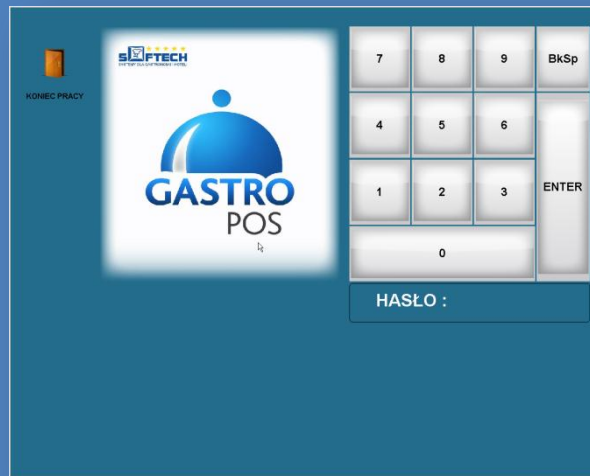 KONIEC PRACY
SOFTECH
GASTRO
POS
7 8 9 BkSp
4 5 6
1 2 3 ENTER
0
HASŁO :